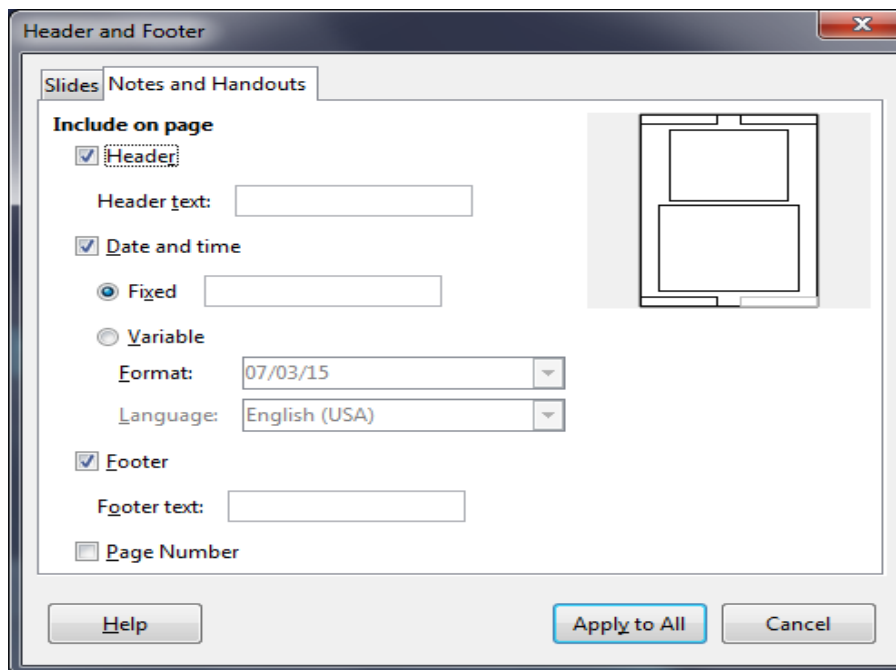 Header and Footer
Slides Notes and Handouts
Include on page
Header
Header text:
Date and time
Fixed
Variable
Format: 07/03/15
Language: English (USA)
Footer
Footer text:
Page Number
Help Apply to All Cancel